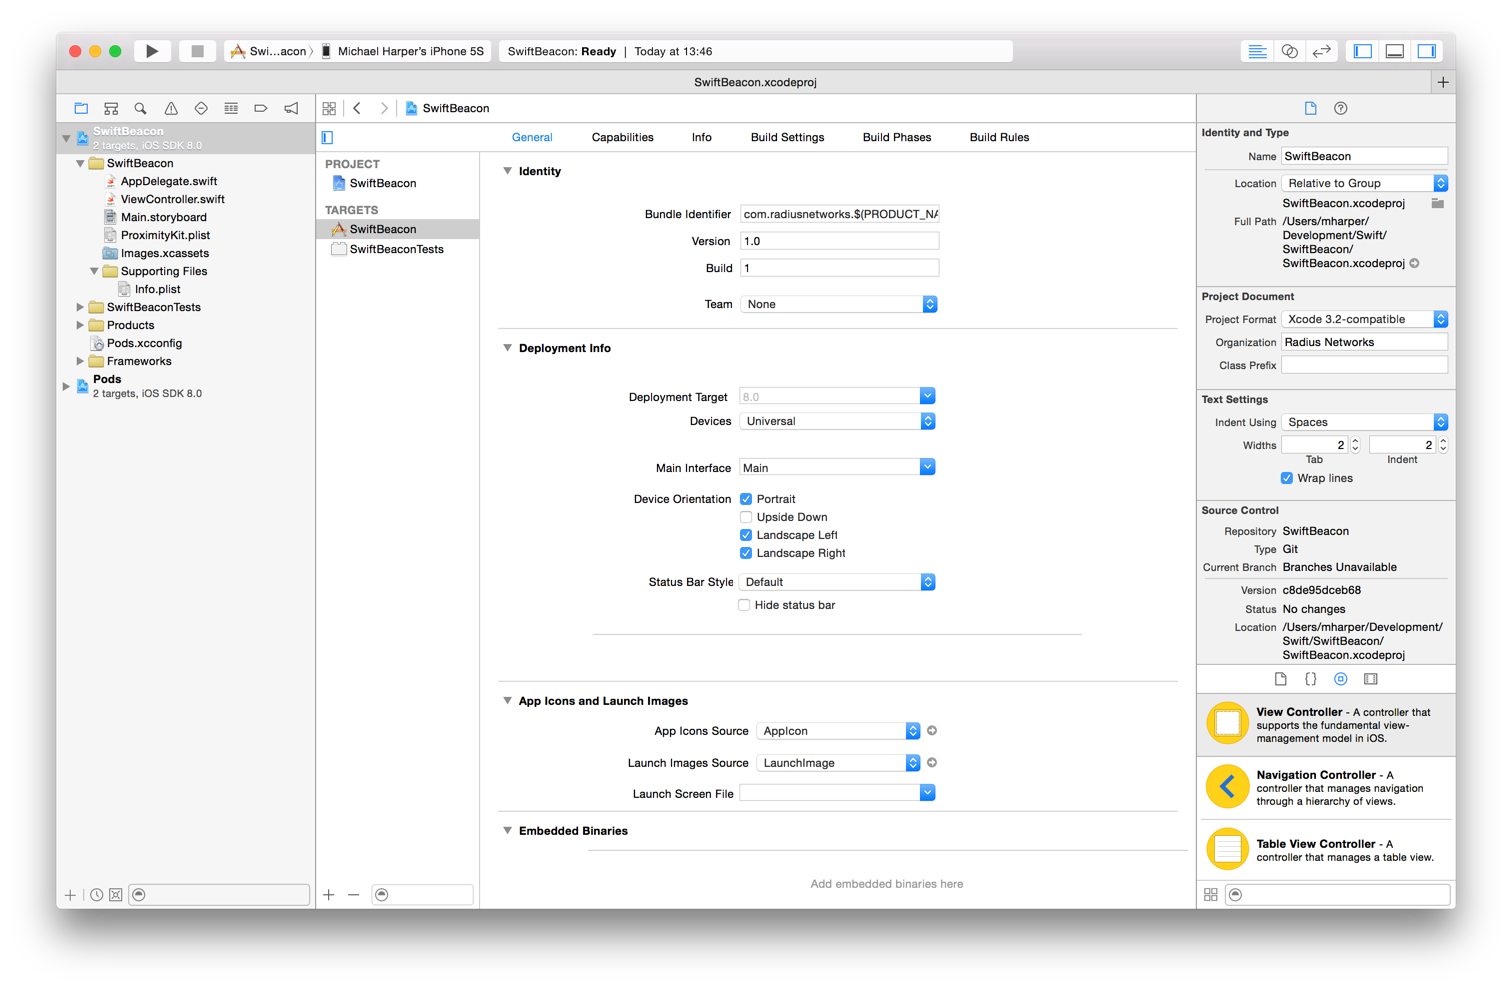 Swi...acon
Michael Harper's iPhone 5S
SwiftBeacon: Ready | Today at 13:46
SwiftBeacon.xcodeproj
SwiftBeacon
2 targets, iOS SDK 8.0
SwiftBeacon
AppDelegate.swift
ViewController.swift
Main.storyboard
ProximityKit.plist
Images.xcassets
Supporting Files
Info.plist
SwiftBeaconTests
Products
Pods.xcconfig
Frameworks
Pods
2 targets, iOS SDK 8.0
SwiftBeacon
General Capabilities Info Build Settings Build Phases Build Rules
PROJECT
SwiftBeacon
TARGETS
SwiftBeacon
SwiftBeaconTests
Identity
Bundle Identifier com.radiusnetworks.$(PRODUCT_NA
Version 1.0
Build 1
Team None
Deployment Info
Deployment Target 8.0
Devices Universal
Main Interface Main
Device Orientation Portrait
Upside Down
Landscape Left
Landscape Right
Status Bar Style Default
Hide status bar
App Icons and Launch Images
App Icons Source AppIcon
Launch Images Source LaunchImage
Launch Screen File
Embedded Binaries
Add embedded binaries here
Identity and Type
Name SwiftBeacon
Location Relative to Group
SwiftBeacon.xcodeproj
Full Path /Users/mharper/
Development/Swift/
SwiftBeacon/
SwiftBeacon.xcodeproj
Project Document
Project Format Xcode 3.2-compatible
Organization Radius Networks
Class Prefix
Text Settings
Indent Using Spaces
Widths 2 2
Tab Indent
Wrap lines
Source Control
Repository SwiftBeacon
Type Git
Current Branch Branches Unavailable
Version c8de95dceb68
Status No changes
Location /Users/mharper/Development/
Swift/SwiftBeacon/
SwiftBeacon.xcodeproj
View Controller - A controller that
supports the fundamental view-
management model in iOS.
Navigation Controller - A
controller that manages navigation
through a hierarchy of views.
Table View Controller - A
controller that manages a table view.